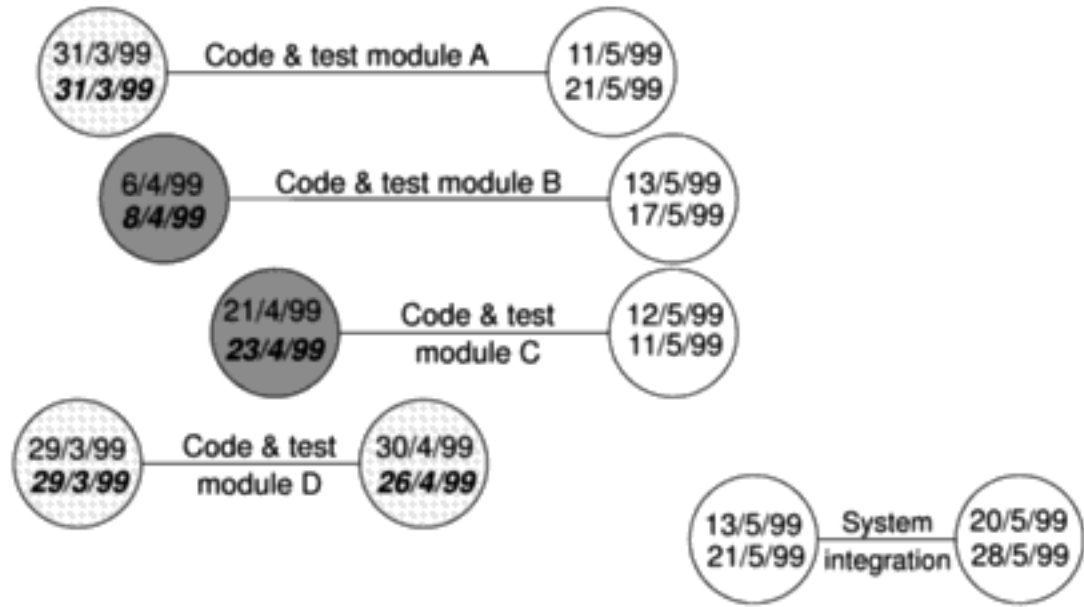 31/3/99
31/3/99
Code & test module A
11/5/99
21/5/99
6/4/99
8/4/99
Code & test module B
13/5/99
17/5/99
21/4/99
23/4/99
Code & test
module C
12/5/99
11/5/99
29/3/99
29/3/99
Code & test
module D
30/4/99
26/4/99
13/5/99
21/5/99
System
integration
20/5/99
28/5/99